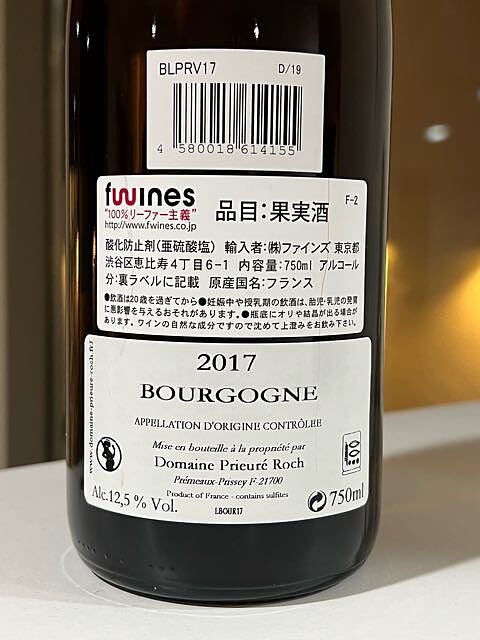 BLPRV17 D/19
4 580018 614155
fwines
"100%リーファー主義"
http://www.fwines.co.jp
品目:果実酒
F-2
酸化防止剤(亜硫酸塩) 輸入者:㈱ファインズ 東京都
渋谷区恵比寿4丁目6-1 内容量:750ml アルコール
分:裏ラベルに記載 原産国名:フランス
●飲酒は20歳を過ぎてから●妊娠中や授乳期の飲酒は、胎児・乳児の発育
に悪影響を与えるおそれがあります。●瓶底にオリや結晶が出る場合が
あります。ワインの自然な成分ですので沈めて上澄みをお飲み下さい。
www.domaine-prieure-roch.fr
2017
BOURGOGNE
APPELLATION D'ORIGINE CONTRÔLEE
Mise en bouteille à la propriété par
Domaine Prieuré Roch
Prémeaux-Prissey F-21700
Product of France - contains sulfites
Alc.12,5 % Vol.
LBOUR17
750ml